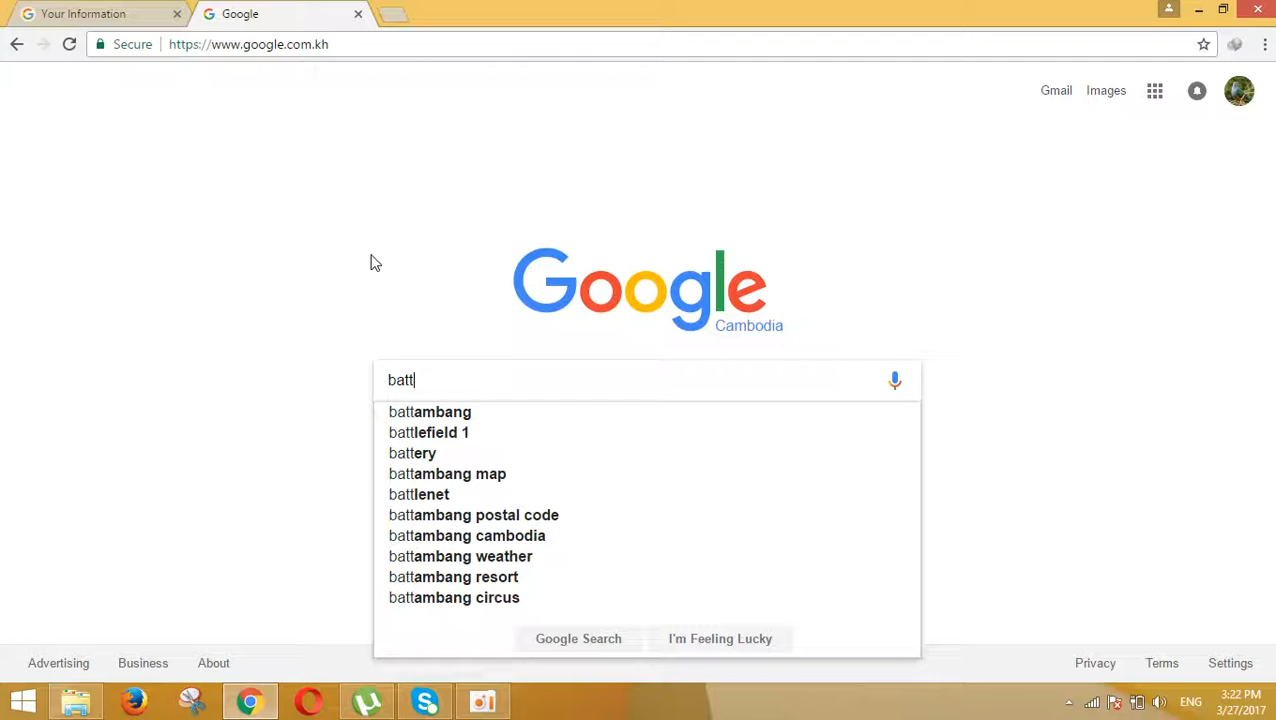 Your Information
Google
Secure https://www.google.com.kh
Gmail Images
Google
Cambodia
batt
battambang
battlefield 1
battery
battambang map
battlenet
battambang postal code
battambang cambodia
battambang weather
battambang resort
battambang circus
Google Search I'm Feeling Lucky
Advertising Business About Privacy Terms Settings
ENG 3:22 PM
3/27/2017